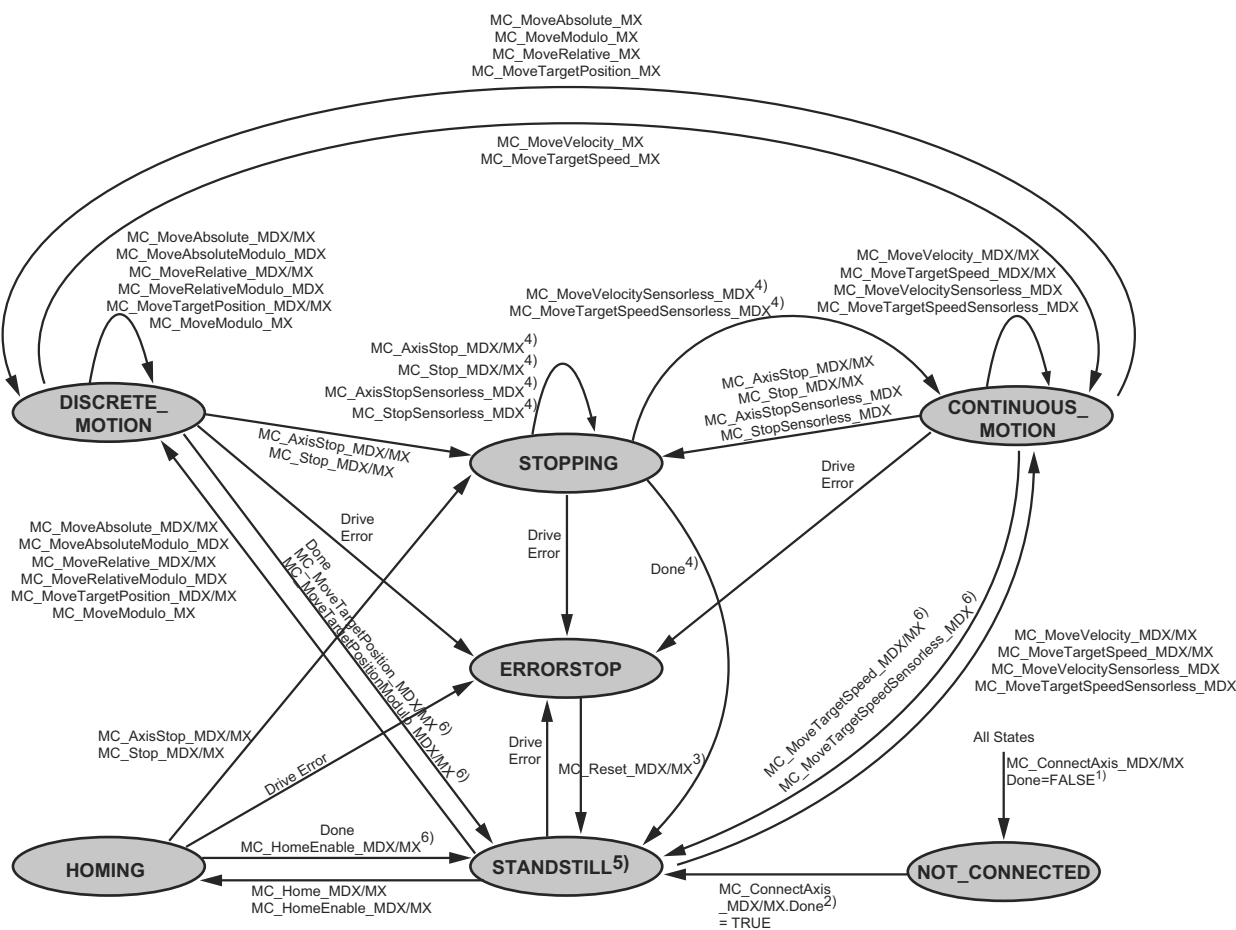 MC_MoveAbsolute_MX
MC_MoveModulo_MX
MC_MoveRelative_MX
MC_MoveTargetPosition_MX
MC_MoveVelocity_MX
MC_MoveTargetSpeed_MX
MC_MoveAbsolute_MDX/MX
MC_MoveAbsoluteModulo_MDX
MC_MoveRelative_MDX/MX
MC_MoveRelativeModulo_MDX
MC_MoveTargetPosition_MDX/MX
MC_MoveModulo_MX
MC_MoveVelocitySensorless_MDX4)
MC_MoveTargetSpeedSensorless_MDX4)
MC_MoveVelocity_MDX/MX
MC_MoveTargetSpeed_MDX/MX
MC_MoveVelocitySensorless_MDX
MC_MoveTargetSpeedSensorless_MDX
MC_AxisStop_MDX/MX4)
MC_Stop_MDX/MX4)
MC_AxisStopSensorless_MDX4)
MC_StopSensorless_MDX4)
MC_AxisStop_MDX/MX
MC_Stop_MDX/MX
MC_AxisStopSensorless_MDX
MC_StopSensorless_MDX
DISCRETE_
MOTION
CONTINUOUS_
MOTION
MC_AxisStop_MDX/MX
MC_Stop_MDX/MX
STOPPING
Drive
Error
Drive
Error
Drive
Error
MC_MoveAbsolute_MDX/MX
MC_MoveAbsoluteModulo_MDX
MC_MoveRelative_MDX/MX
MC_MoveRelativeModulo_MDX
MC_MoveTargetPosition_MDX/MX
MC_MoveModulo_MX
Done
MC_MoveTargetPosition_MDX/MX6)
MC_MoveTargetPositionModulo_MDX/MX6)
Done4)
MC_MoveTargetSpeed_MDX/MX6)
MC_MoveTargetSpeedSensorless_MDX6)
MC_MoveVelocity_MDX/MX
MC_MoveTargetSpeed_MDX/MX
MC_MoveVelocitySensorless_MDX
MC_MoveTargetSpeedSensorless_MDX
ERRORSTOP
MC_AxisStop_MDX/MX
MC_Stop_MDX/MX
Drive Error
Drive
Error
MC_Reset_MDX/MX3)
All States
MC_ConnectAxis_MDX/MX
Done=FALSE1)
Done
MC_HomeEnable_MDX/MX6)
HOMING
STANDSTILL5)
NOT_CONNECTED
MC_Home_MDX/MX
MC_HomeEnable_MDX/MX
MC_ConnectAxis
_MDX/MX.Done2)
= TRUE